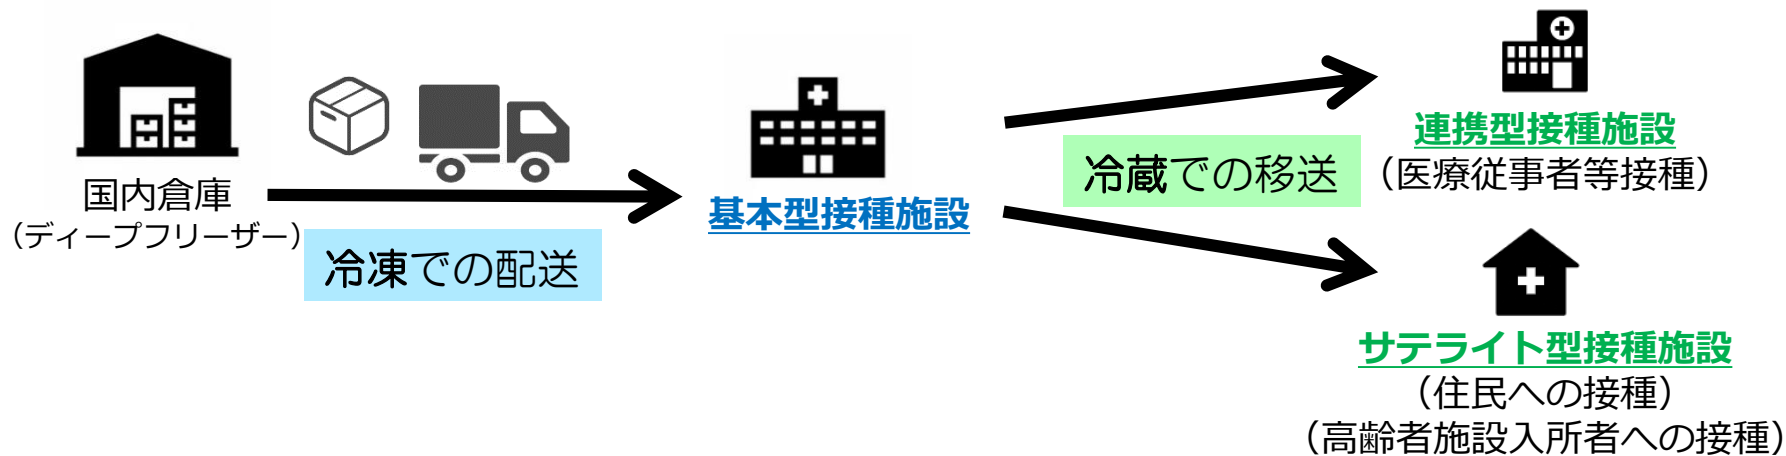 国内倉庫
（ディープフリーザー）
冷凍での配送
基本型接種施設
冷蔵での移送
連携型接種施設
（医療従事者等接種）
サテライト型接種施設
（住民への接種）
（高齢者施設入所者への接種）